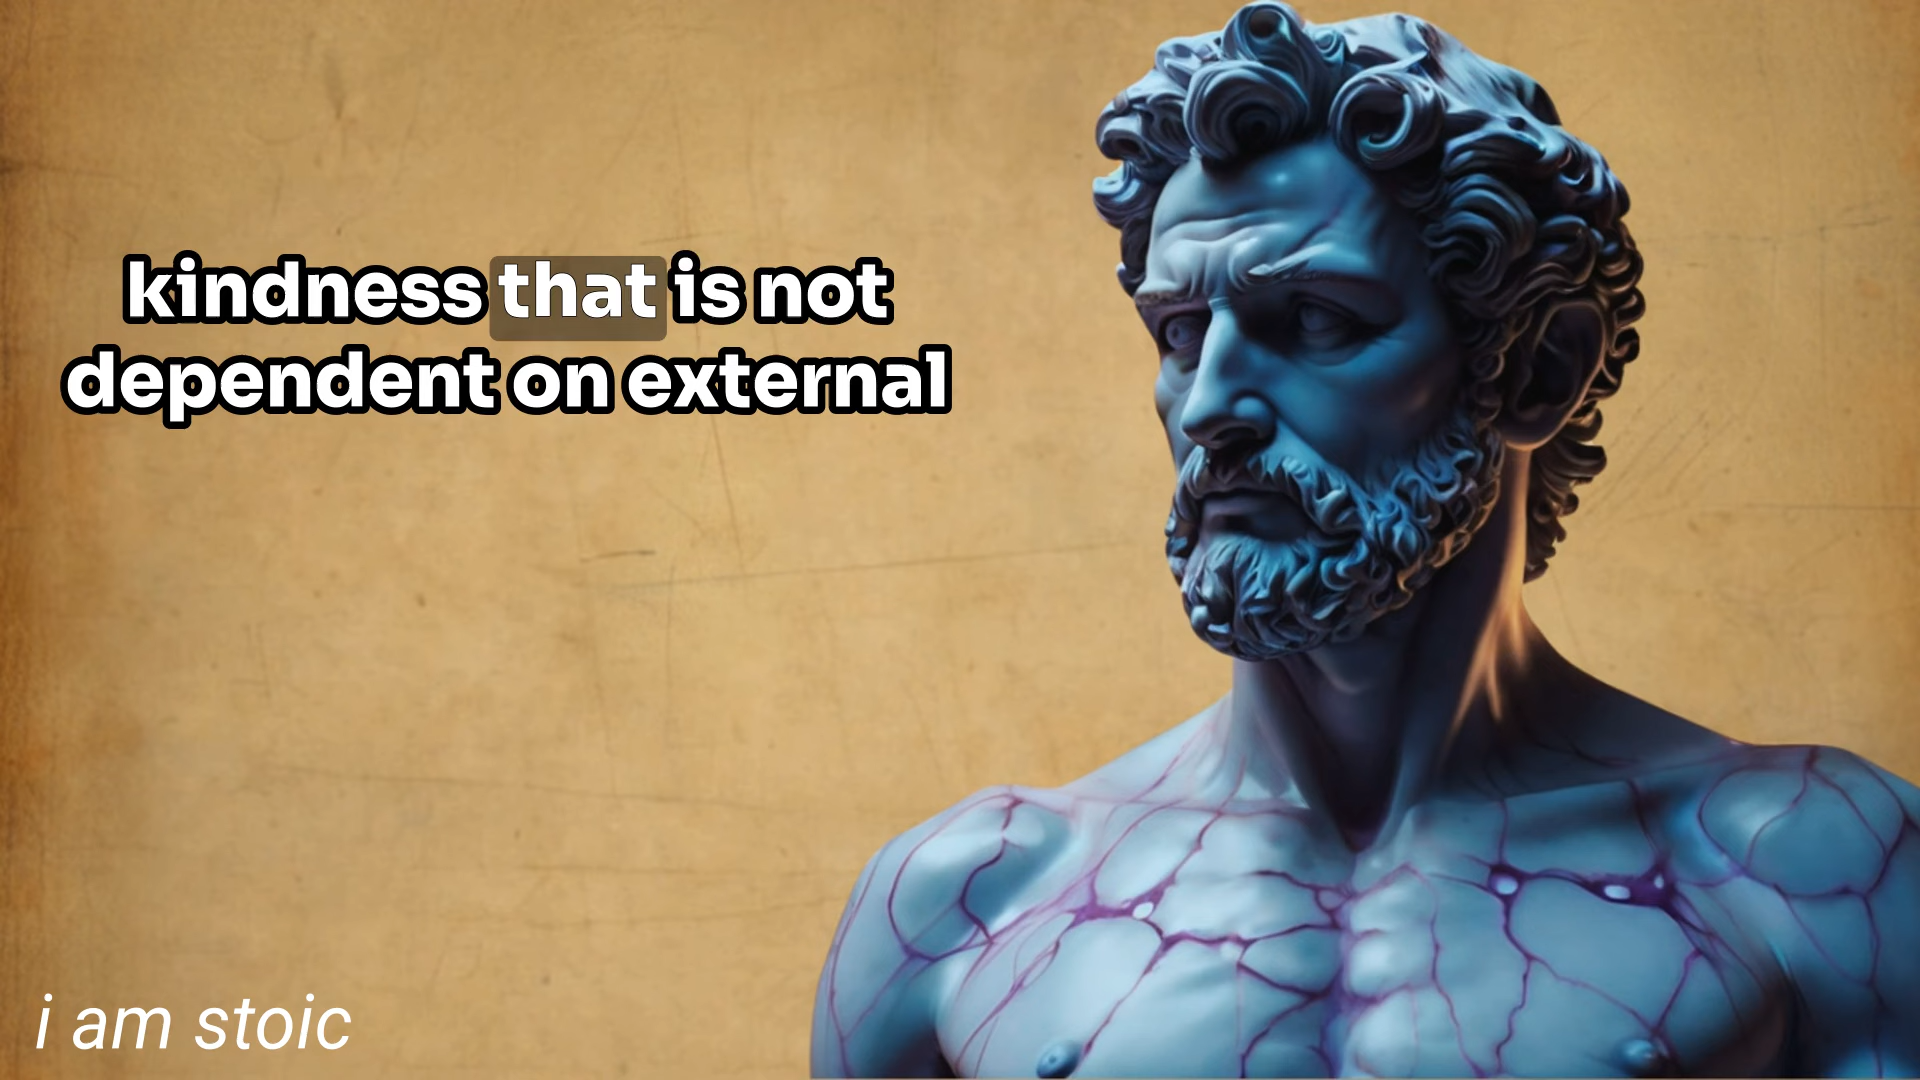 kindness that is not
dependent on external
i am stoic